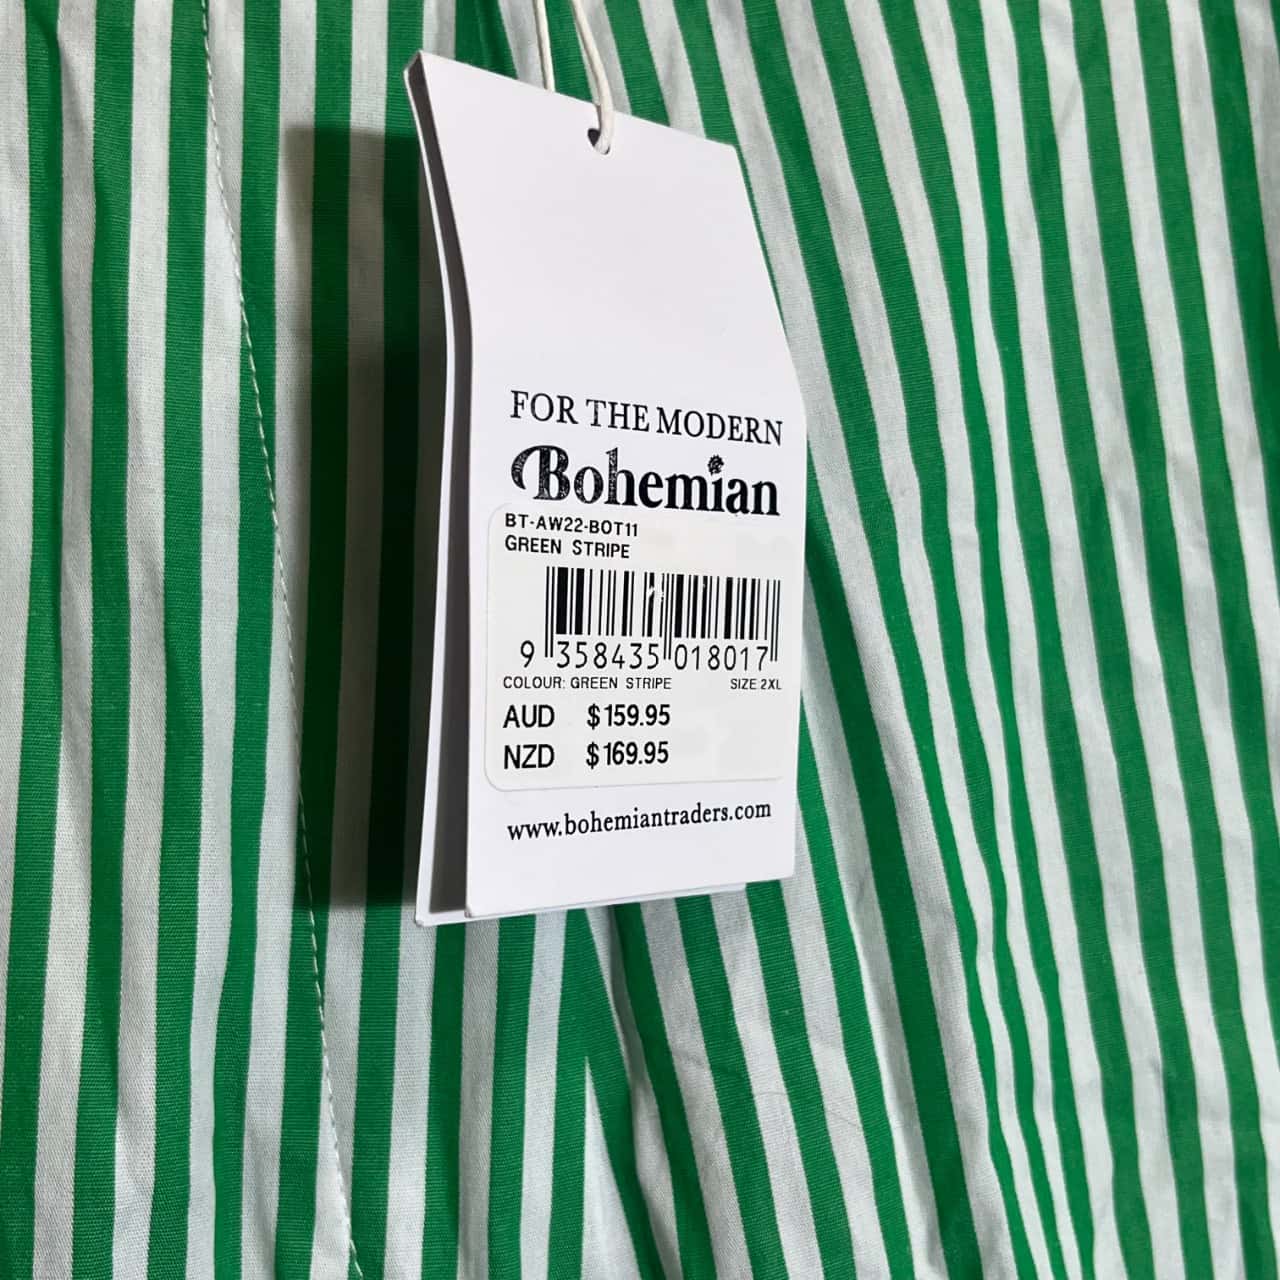 FOR THE MODERN
Bohemian
BT-AW22-BOT11
GREEN STRIPE
9 358435 018017
COLOUR: GREEN STRIPE SIZE 2XL
AUD $159.95
NZD $169.95
www.bohemiantraders.com